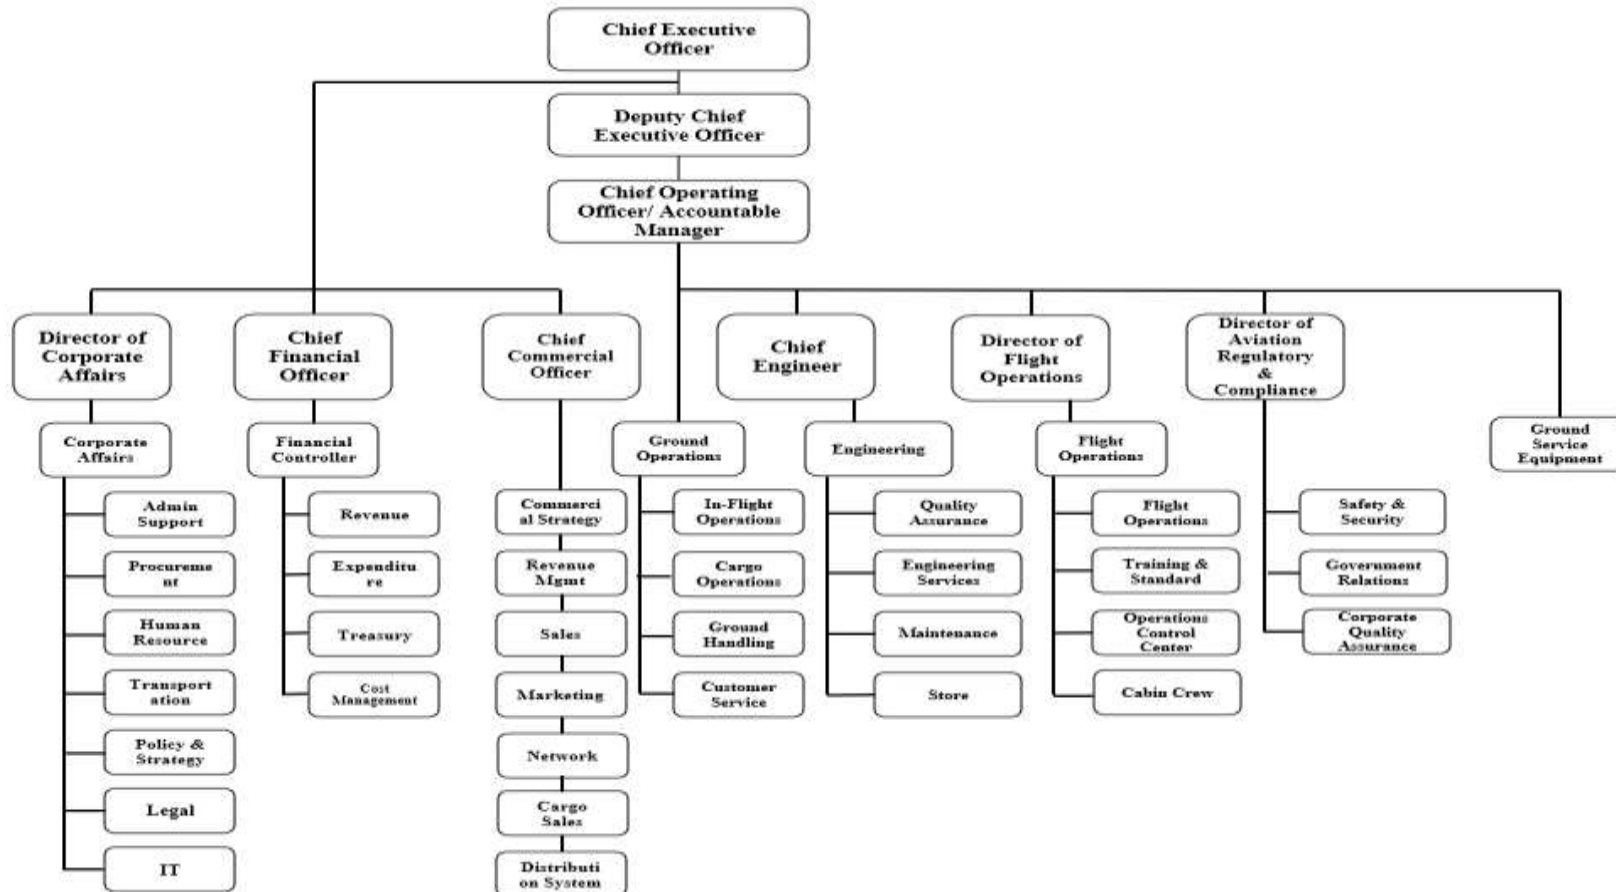 Chief Executive
Officer
Deputy Chief
Executive Officer
Chief Operating
Officer/ Accountable
Manager
Director of
Corporate
Affairs
Chief
Financial
Officer
Chief
Commercial
Officer
Chief
Engineer
Director of
Flight
Operations
Director of
Aviation
Regulatory
&
Compliance
Corporate
Affairs
Financial
Controller
Ground
Operations
Engineering
Flight
Operations
Ground
Service
Equipment
Admin
Support
Procureme
nt
Human
Resource
Transport
ation
Policy &
Strategy
Legal
IT
Revenue
Expenditu
re
Treasury
Cost
Management
Commerci
al Strategy
Revenue
Mgmt
Sales
Marketing
Network
Cargo
Sales
Distributi
on System
In-Flight
Operations
Cargo
Operations
Ground
Handling
Customer
Service
Quality
Assurance
Engineering
Services
Maintenance
Store
Flight
Operations
Training &
Standard
Operations
Control
Center
Cabin Crew
Safety &
Security
Government
Relations
Corporate
Quality
Assurance